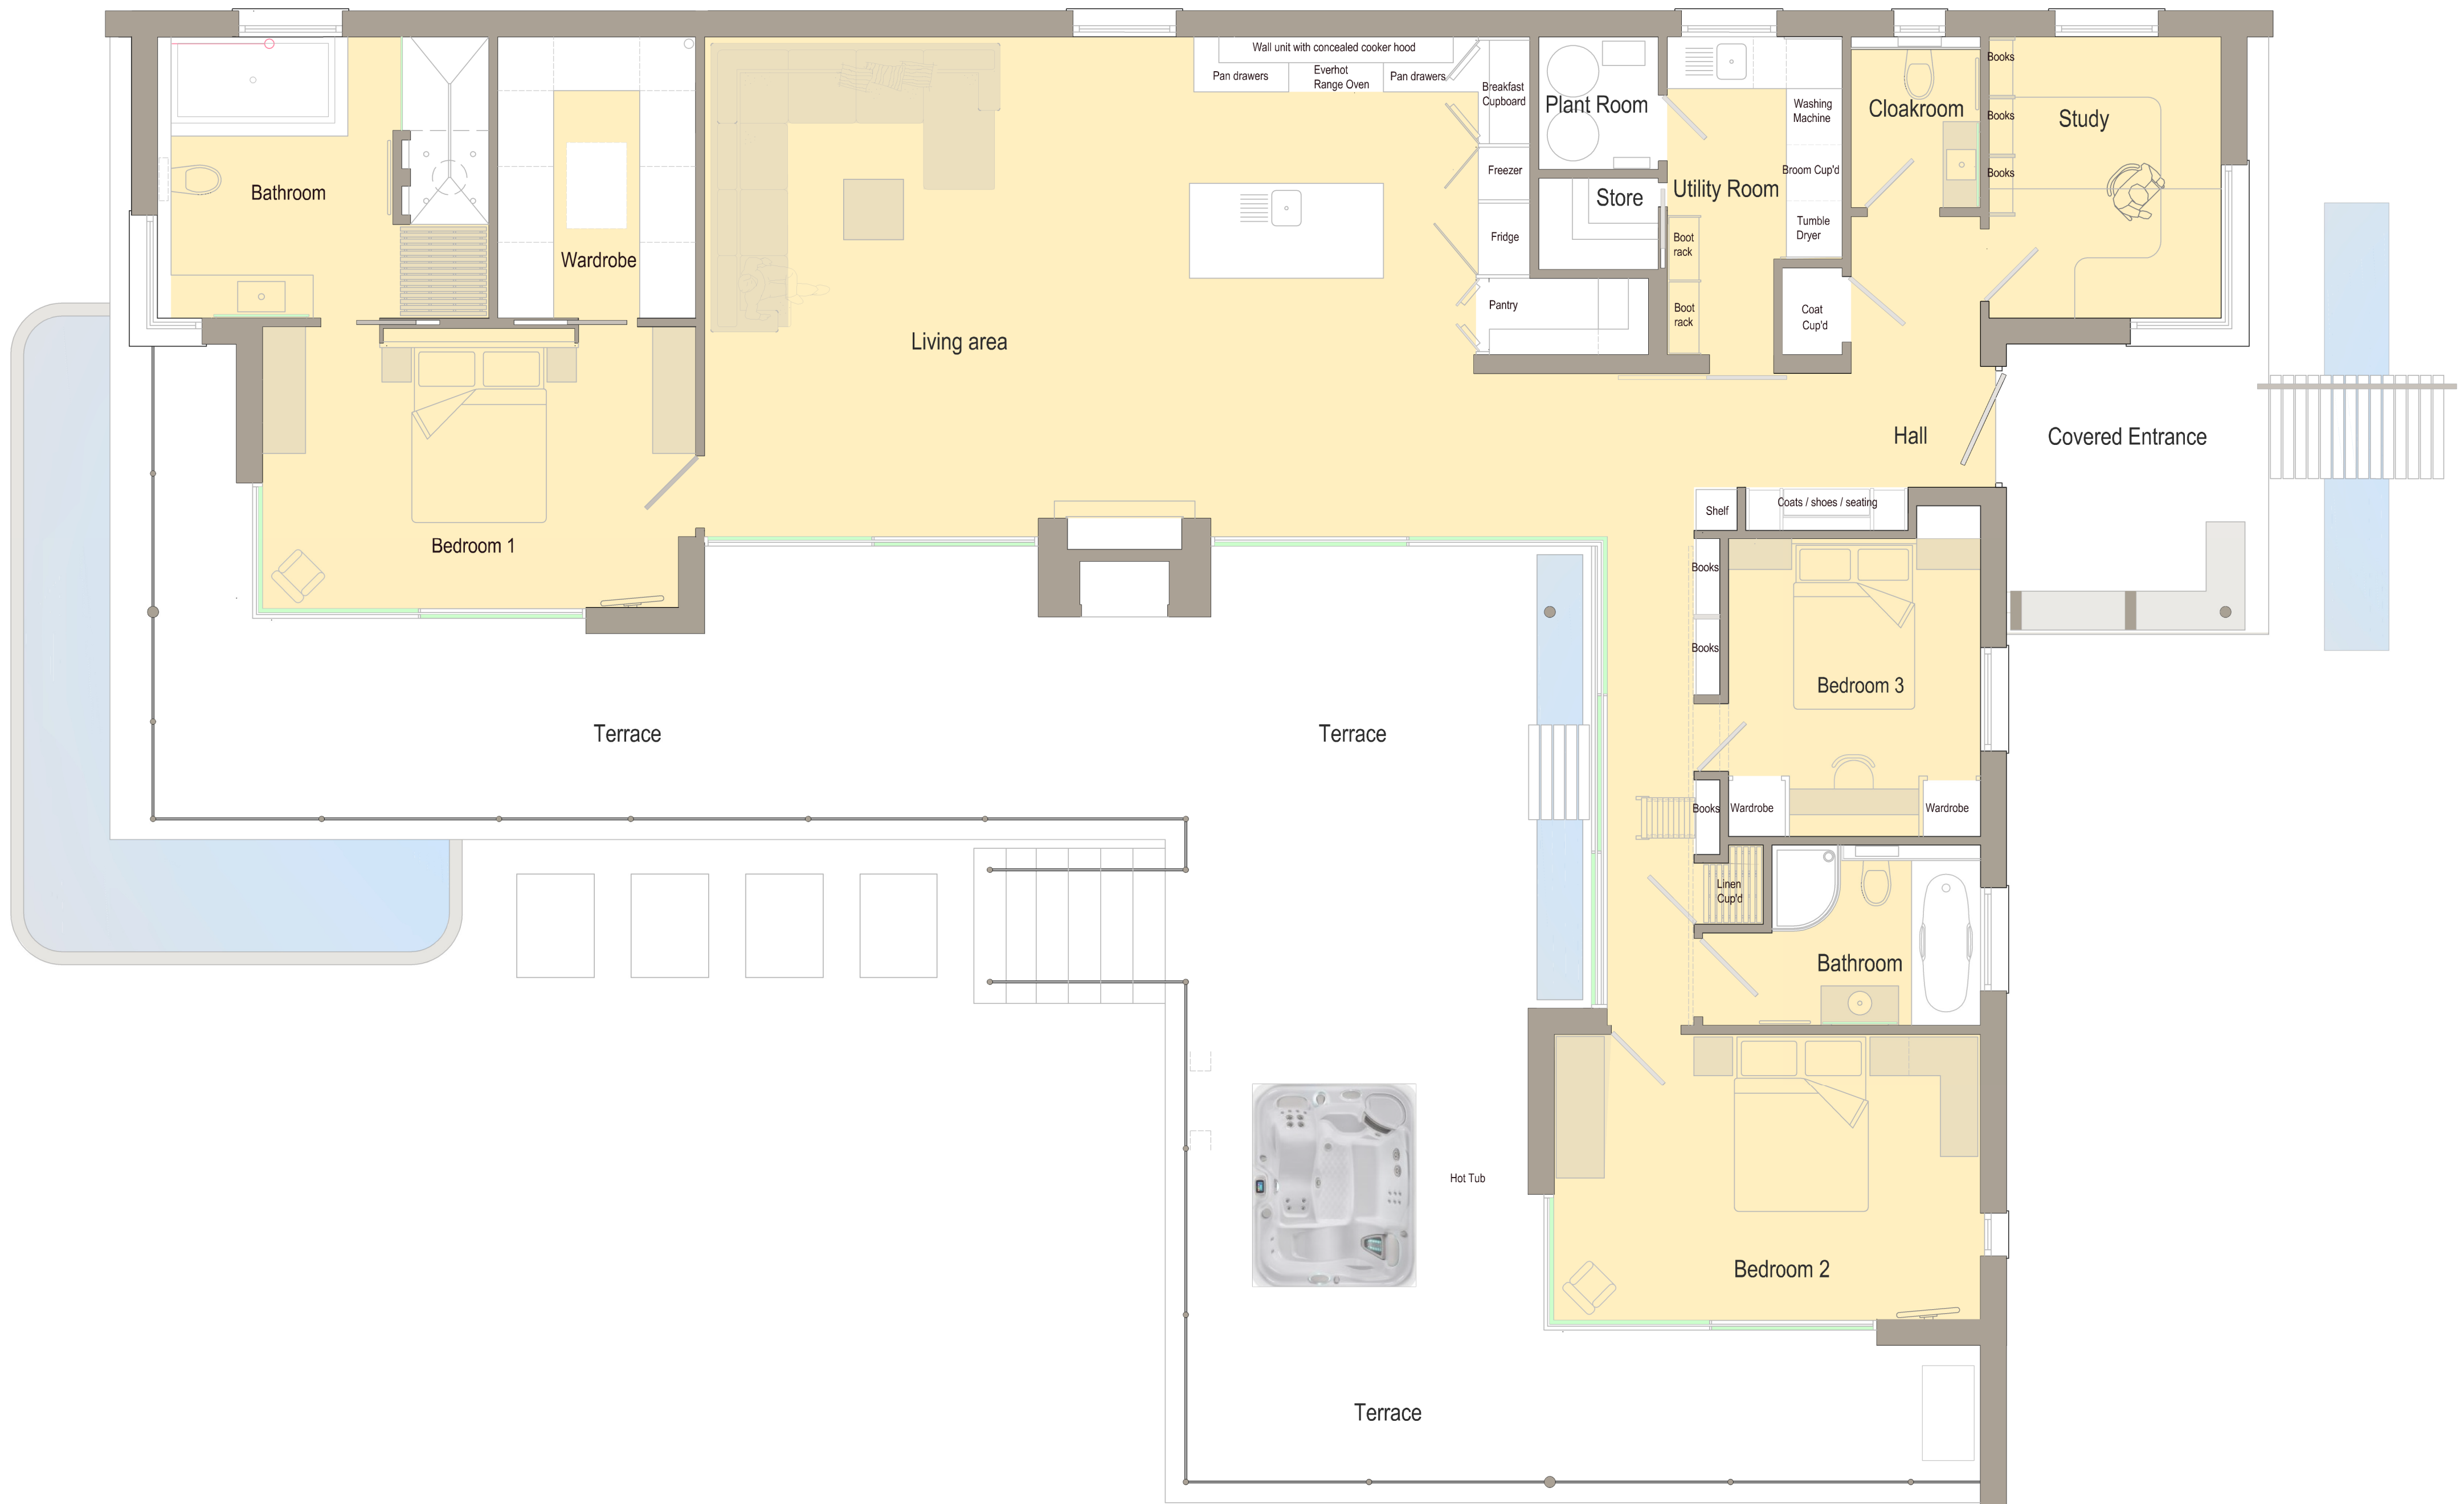 Wall unit with concealed cooker hood
Pan drawers
Everhot
Range Oven
Pan drawers
Breakfast
Cupboard
Plant Room
Washing
Machine
Cloakroom
Books
Books
Books
Study
Bathroom
Wardrobe
Freezer
Store
Utility Room
Broom Cup'd
Tumble
Dryer
Fridge
Boot
rack
Boot
rack
Pantry
Coat
Cup'd
Living area
Hall
Covered Entrance
Bedroom 1
Shelf
Coats / shoes / seating
Books
Books
Bedroom 3
Terrace
Terrace
Books
Wardrobe
Wardrobe
Linen
Cup'd
Bathroom
Hot Tub
Bedroom 2
Terrace